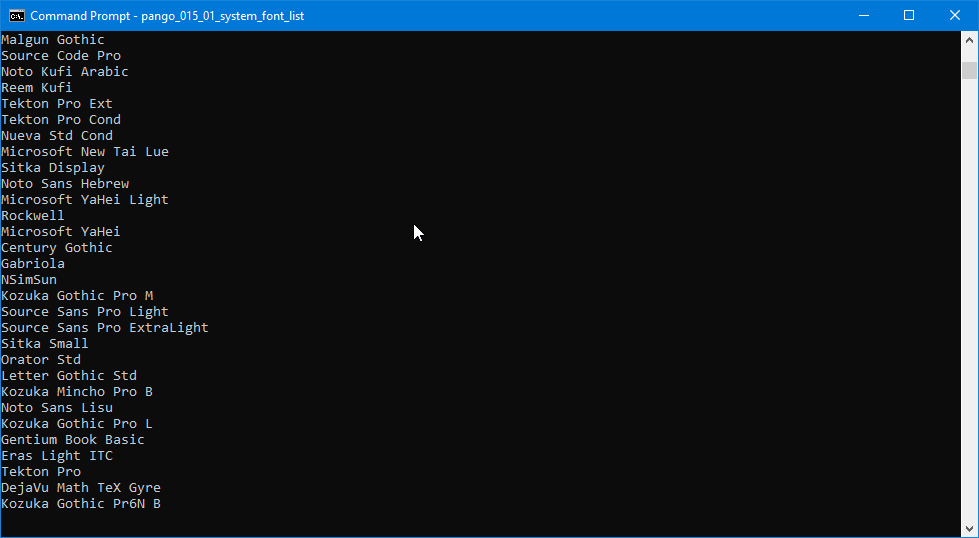 Command Prompt - pango_015_01_system_font_list
Malgun Gothic
Source Code Pro
Noto Kufi Arabic
Reem Kufi
Tekton Pro Ext
Tekton Pro Cond
Nueva Std Cond
Microsoft New Tai Lue
Sitka Display
Noto Sans Hebrew
Microsoft YaHei Light
Rockwell
Microsoft YaHei
Century Gothic
Gabriola
NSimSun
Kozuka Gothic Pro M
Source Sans Pro Light
Source Sans Pro ExtraLight
Sitka Small
Orator Std
Letter Gothic Std
Kozuka Mincho Pro B
Noto Sans Lisu
Kozuka Gothic Pro L
Gentium Book Basic
Eras Light ITC
Tekton Pro
DejaVu Math TeX Gyre
Kozuka Gothic Pr6N B